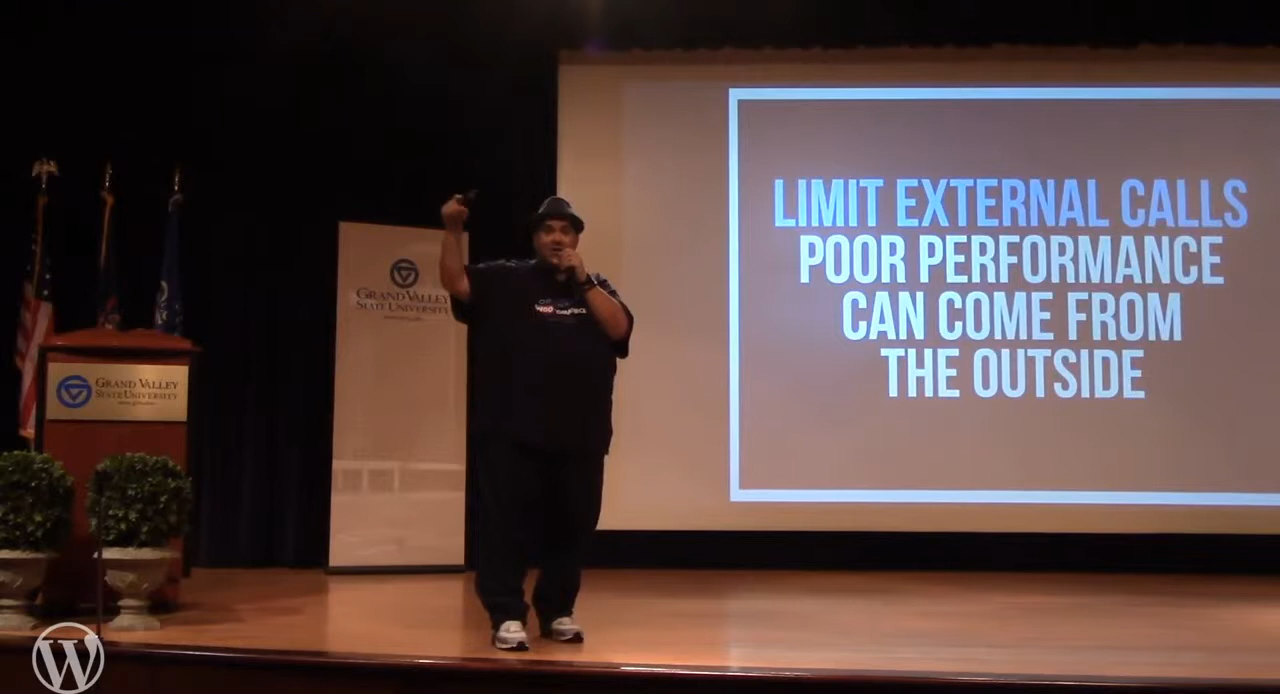 LIMIT EXTERNAL CALLS
POOR PERFORMANCE
CAN COME FROM
THE OUTSIDE
GRAND VALLEY
STATE UNIVERSITY
GRAND VALLEY
STATE UNIVERSITY
W